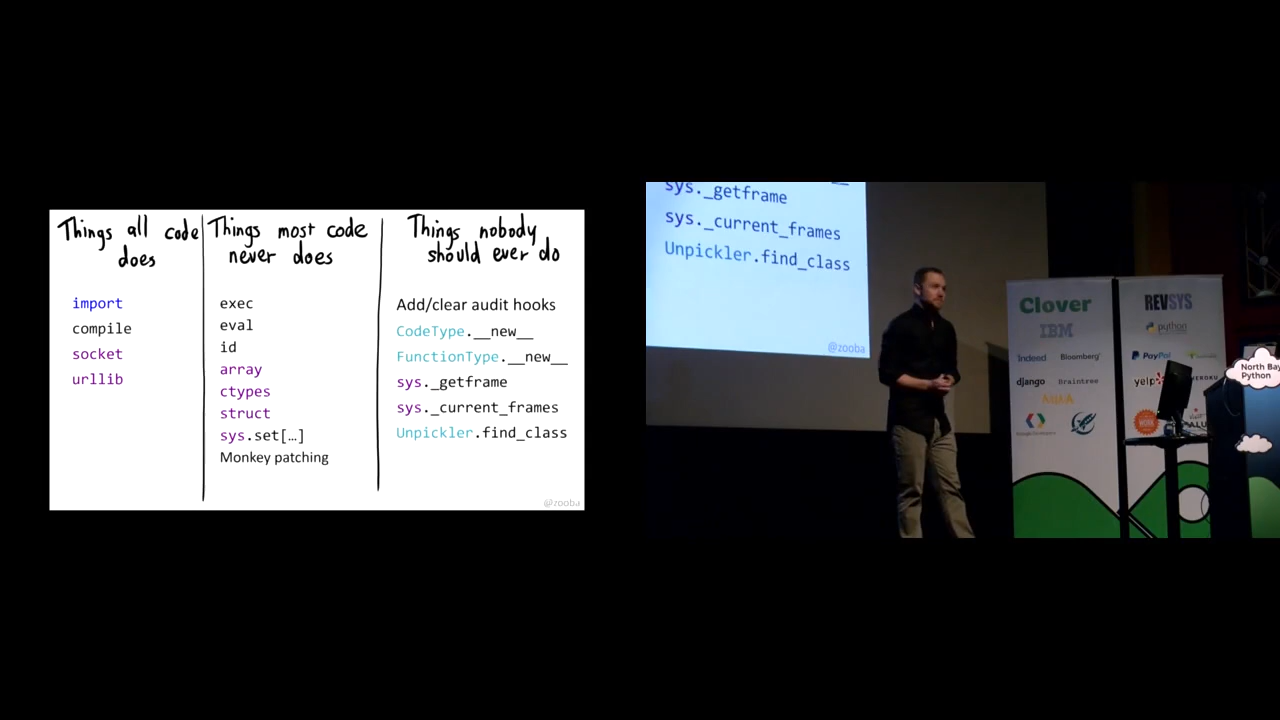 Things all code
does
import
compile
socket
urllib
Things most code
never does
exec
eval
id
array
ctypes
struct
sys.set[…]
Monkey patching
Things nobody
should ever do
Add/clear audit hooks
CodeType.__new__
FunctionType.__new__
sys._getframe
sys._current_frames
Unpickler.find_class
@zooba
sys._getframe
sys._current_frames
Unpickler.find_class
@zooba
Clover
IBM
indeed Bloomberg
django Braintree
REVSYS
python
PayPal
yelp
North Bay
Python